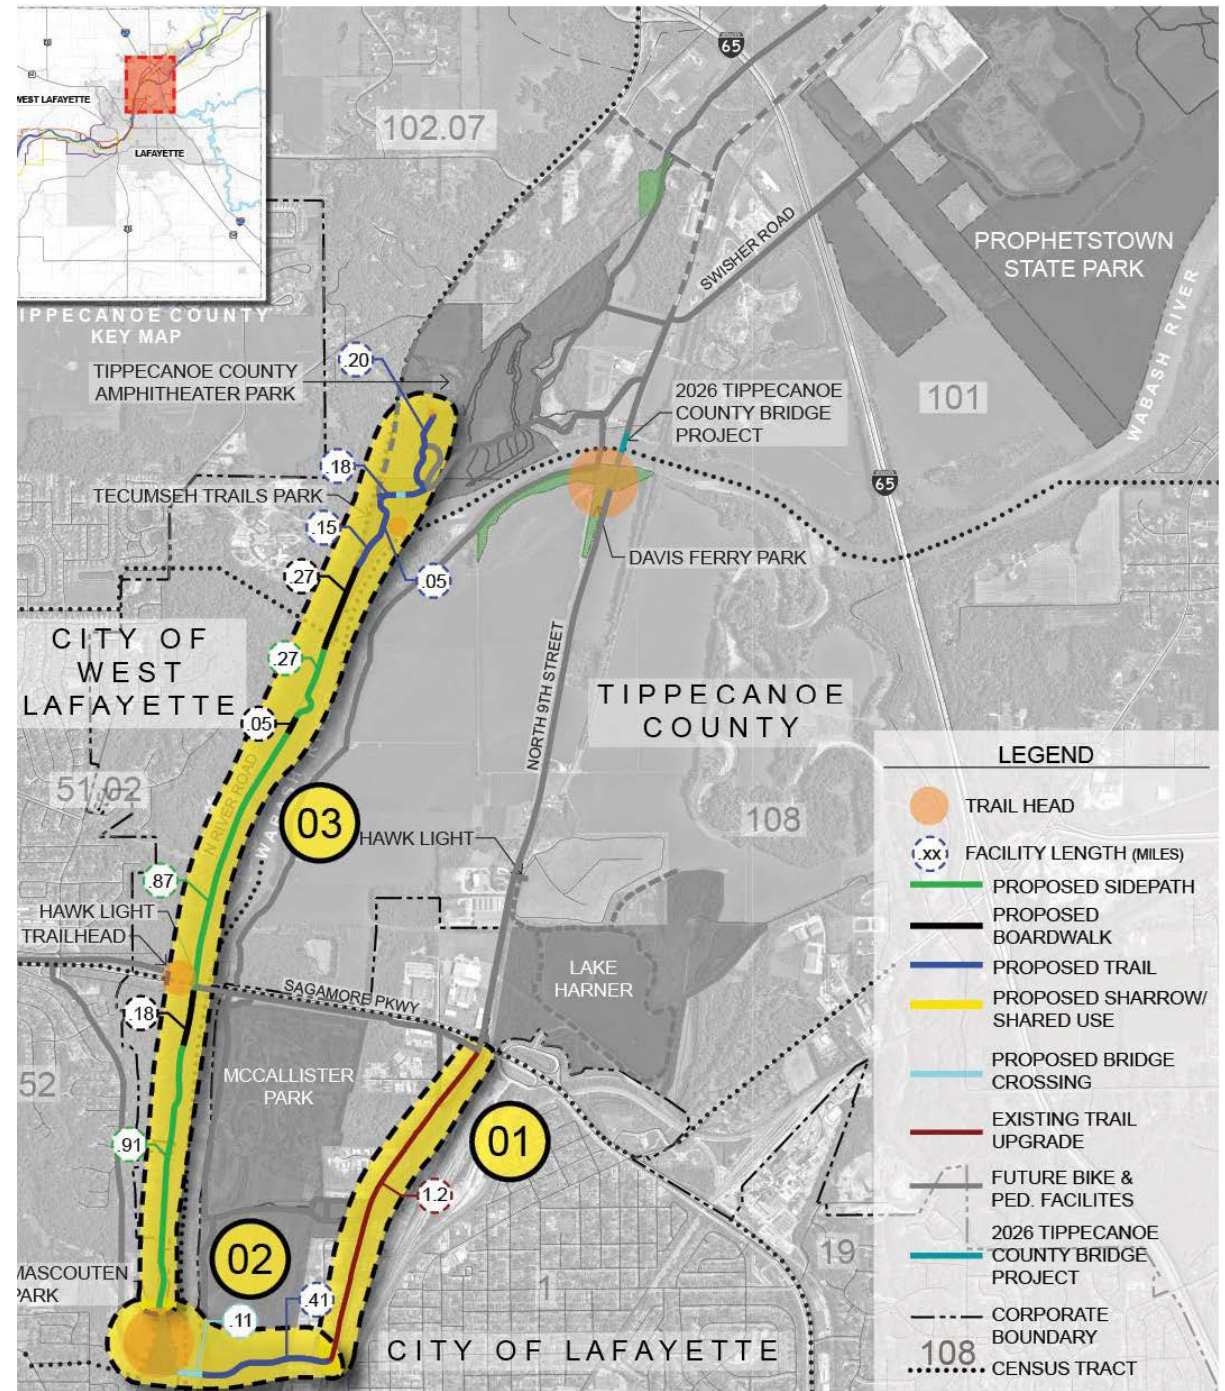 WEST LAFAYETTE
LAFAYETTE
TIPPECANOE COUNTY
KEY MAP
102.07
65
SWISHER ROAD
PROPHETSTOWN
STATE PARK
WABASH RIVER
.20
TIPPECANOE COUNTY
AMPHITHEATER PARK
2026 TIPPECANOE
COUNTY BRIDGE
PROJECT
101
.18
65
TECUMSEH TRAILS PARK
.15
DAVIS FERRY PARK
.27
.05
CITY OF
WEST
LAFAYETTE
.27
NORTH 9TH STREET
TIPPECANOE
COUNTY
.05
N RIVER ROAD
51.02
03
HAWK LIGHT
108
.87
HAWK LIGHT
TRAILHEAD
SAGAMORE PKWY
LAKE
HARNER
.18
52
MCCALLISTER
PARK
01
.91
1.2
02
19
1
MASCOUTEN
PARK
.11
.41
CITY OF LAFAYETTE
LEGEND
TRAIL HEAD
.XX
FACILITY LENGTH (MILES)
PROPOSED SIDEPATH
PROPOSED
BOARDWALK
PROPOSED TRAIL
PROPOSED SHARROW/
SHARED USE
PROPOSED BRIDGE
CROSSING
EXISTING TRAIL
UPGRADE
FUTURE BIKE &
PED. FACILITES
2026 TIPPECANOE
COUNTY BRIDGE
PROJECT
CORPORATE
BOUNDARY
108
CENSUS TRACT